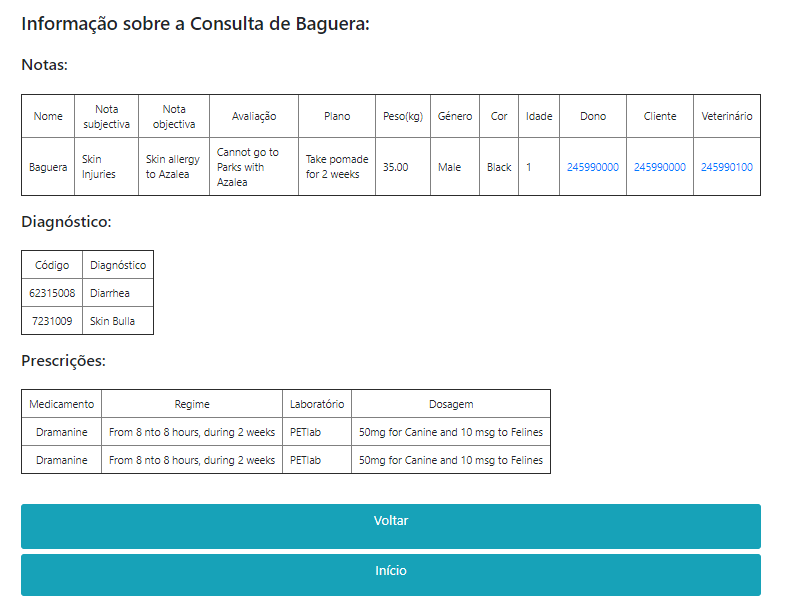 Informação sobre a Consulta de Baguera:
Notas:
Nome Nota subjectiva Nota objectiva Avaliação Plano Peso(kg) Género Cor Idade Dono Cliente Veterinário
Baguera Skin Injuries Skin allergy to Azalea Cannot go to Parks with Azalea Take pomade for 2 weeks 35.00 Male Black 1 245990000 245990000 245990100
Diagnóstico:
Código Diagnóstico
62315008 Diarrhea
7231009 Skin Bulla
Prescrições:
Medicamento Regime Laboratório Dosagem
Dramanine From 8 nto 8 hours, during 2 weeks PETlab 50mg for Canine and 10 msg to Felines
Dramanine From 8 nto 8 hours, during 2 weeks PETlab 50mg for Canine and 10 msg to Felines
Voltar
Início